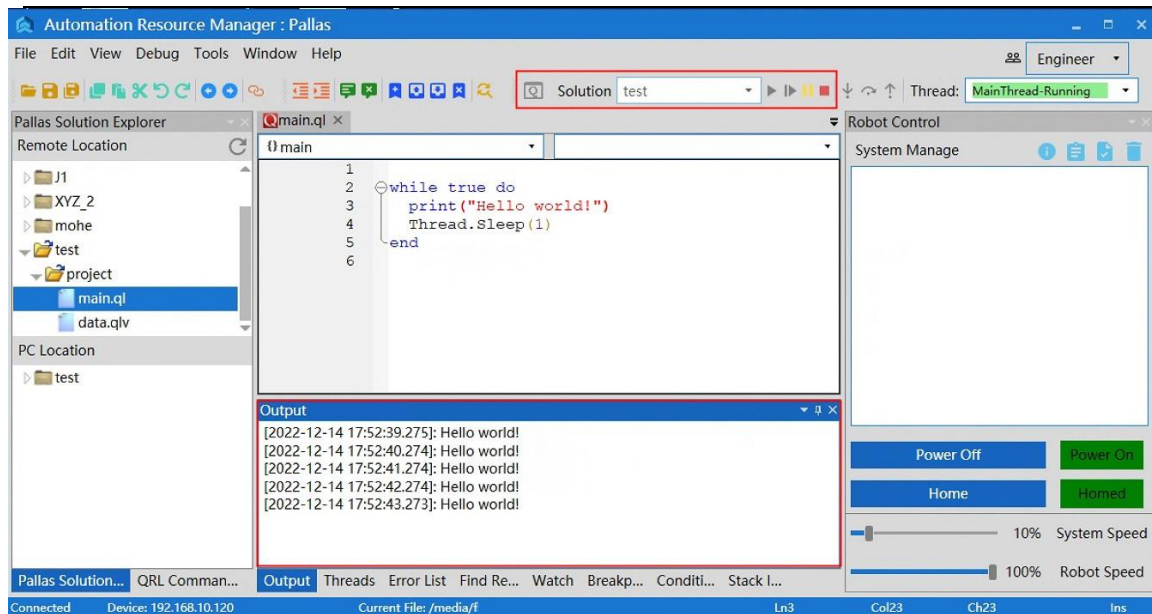 Automation Resource Manager : Pallas
File Edit View Debug Tools Window Help
Engineer
Solution test
Thread: MainThread-Running
Pallas Solution Explorer
Remote Location
J1
XYZ_2
mohe
test
project
main.ql
data.qlv
PC Location
test
Pallas Solution... QRL Comman...
main.ql
main
1
2 while true do
3 print("Hello world!")
4 Thread.Sleep(1)
5 end
6
Output
[2022-12-14 17:52:39.275]: Hello world!
[2022-12-14 17:52:40.274]: Hello world!
[2022-12-14 17:52:41.274]: Hello world!
[2022-12-14 17:52:42.274]: Hello world!
[2022-12-14 17:52:43.273]: Hello world!
Output Threads Error List Find Re... Watch Breakp... Conditi... Stack I...
Robot Control
System Manage
Power Off Power On
Home Homed
10% System Speed
100% Robot Speed
Connected Device: 192.168.10.120 Current File: /media/f Ln3 Col23 Ch23 Ins